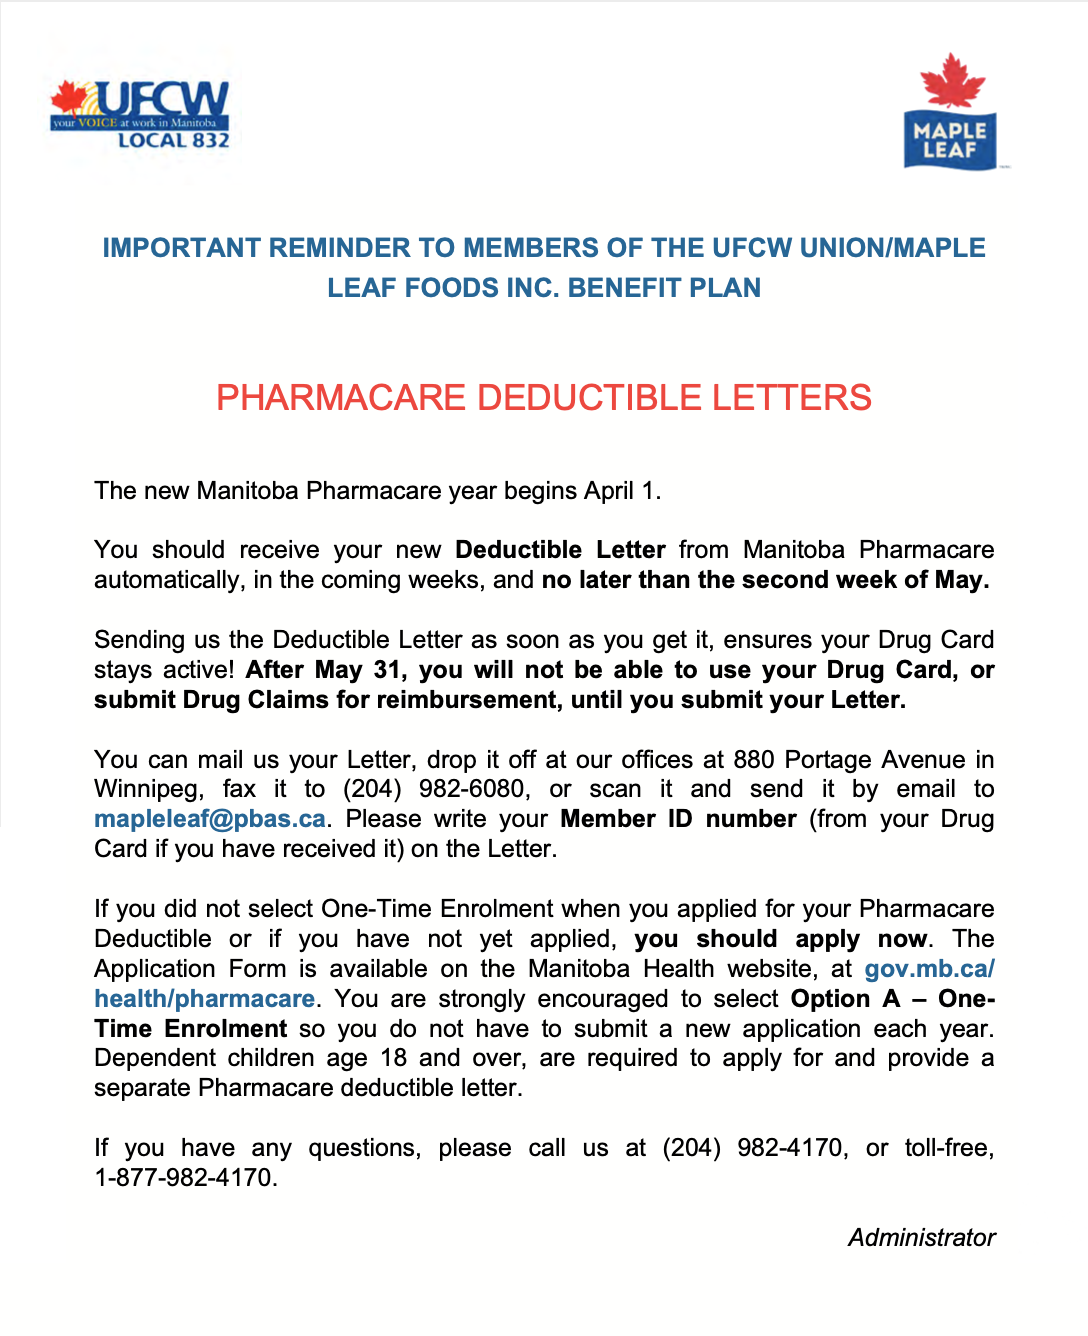 UFCW
your VOICE at work in Manitoba
LOCAL 832
MAPLE
LEAF
IMPORTANT REMINDER TO MEMBERS OF THE UFCW UNION/MAPLE
LEAF FOODS INC. BENEFIT PLAN
PHARMACARE DEDUCTIBLE LETTERS
The new Manitoba Pharmacare year begins April 1.
You should receive your new Deductible Letter from Manitoba Pharmacare
automatically, in the coming weeks, and no later than the second week of May.
Sending us the Deductible Letter as soon as you get it, ensures your Drug Card
stays active! After May 31, you will not be able to use your Drug Card, or
submit Drug Claims for reimbursement, until you submit your Letter.
You can mail us your Letter, drop it off at our offices at 880 Portage Avenue in
Winnipeg, fax it to (204) 982-6080, or scan it and send it by email to
mapleleaf@pbas.ca. Please write your Member ID number (from your Drug
Card if you have received it) on the Letter.
If you did not select One-Time Enrolment when you applied for your Pharmacare
Deductible or if you have not yet applied, you should apply now. The
Application Form is available on the Manitoba Health website, at gov.mb.ca/
health/pharmacare. You are strongly encouraged to select Option A – One-
Time Enrolment so you do not have to submit a new application each year.
Dependent children age 18 and over, are required to apply for and provide a
separate Pharmacare deductible letter.
If you have any questions, please call us at (204) 982-4170, or toll-free,
1-877-982-4170.
Administrator